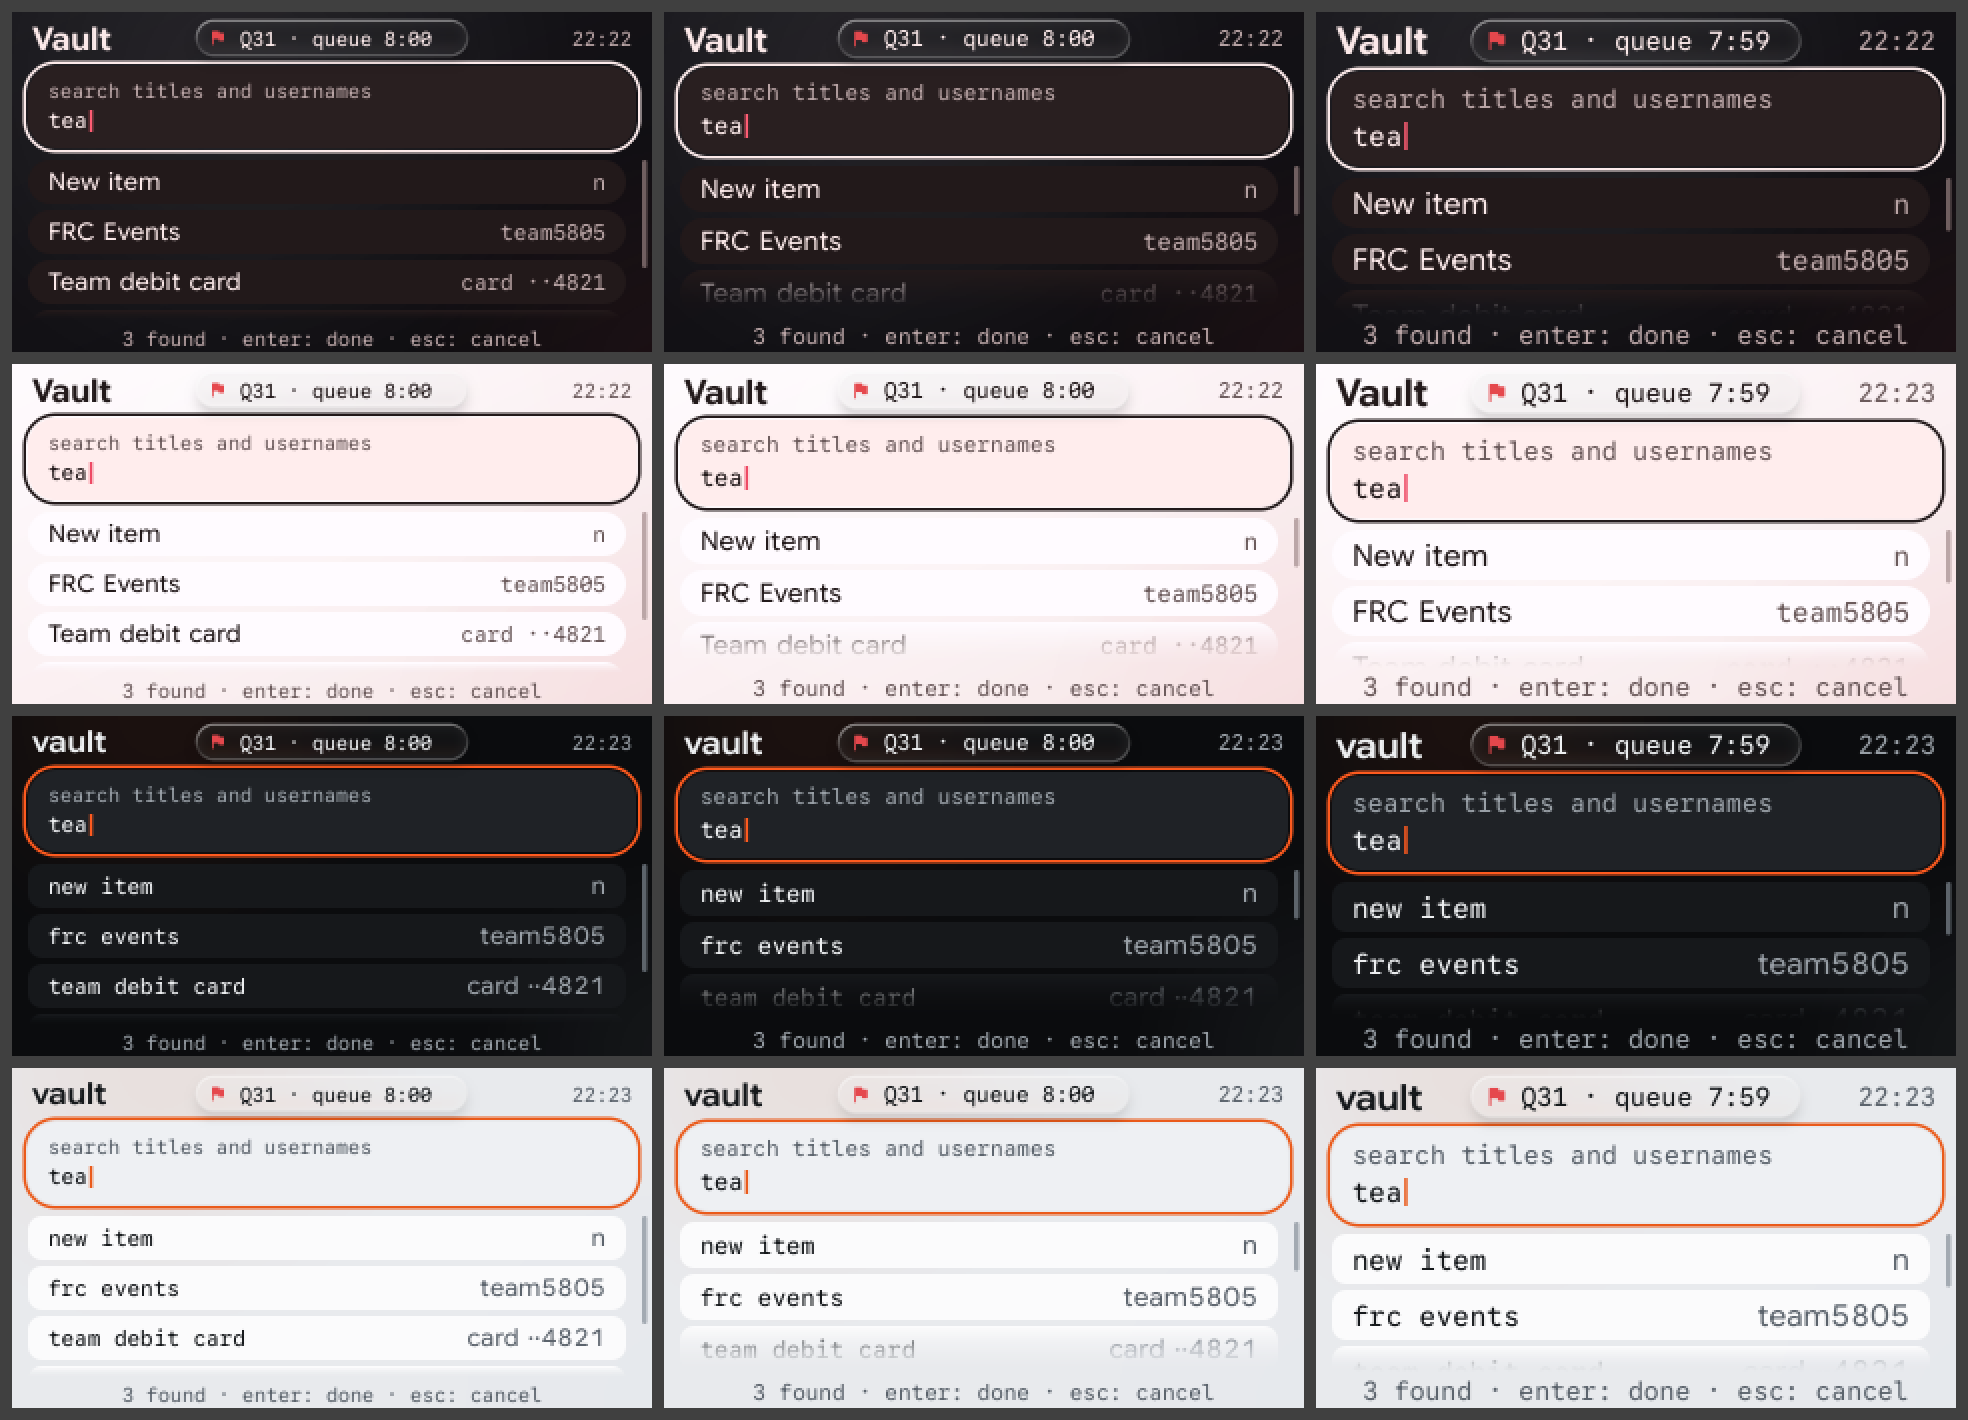 Vault Q31 · queue 8:00 22:22
search titles and usernames
tea
New item n
FRC Events team5805
Team debit card card ··4821
3 found · enter: done · esc: cancel
Vault Q31 · queue 8:00 22:22
search titles and usernames
tea
New item n
FRC Events team5805
Team debit card card ··4821
3 found · enter: done · esc: cancel
Vault Q31 · queue 7:59 22:22
search titles and usernames
tea
New item n
FRC Events team5805
3 found · enter: done · esc: cancel
Vault Q31 · queue 8:00 22:22
search titles and usernames
tea
New item n
FRC Events team5805
Team debit card card ··4821
3 found · enter: done · esc: cancel
Vault Q31 · queue 8:00 22:22
search titles and usernames
tea
New item n
FRC Events team5805
Team debit card card ··4821
3 found · enter: done · esc: cancel
Vault Q31 · queue 7:59 22:23
search titles and usernames
tea
New item n
FRC Events team5805
Team debit card
3 found · enter: done · esc: cancel
vault Q31 · queue 8:00 22:23
search titles and usernames
tea
new item n
frc events team5805
team debit card card ··4821
3 found · enter: done · esc: cancel
vault Q31 · queue 8:00 22:23
search titles and usernames
tea
new item n
frc events team5805
team debit card card ··4821
3 found · enter: done · esc: cancel
vault Q31 · queue 7:59 22:23
search titles and usernames
tea
new item n
frc events team5805
3 found · enter: done · esc: cancel
vault Q31 · queue 8:00 22:23
search titles and usernames
tea
new item n
frc events team5805
team debit card card ··4821
3 found · enter: done · esc: cancel
vault Q31 · queue 8:00 22:23
search titles and usernames
tea
new item n
frc events team5805
team debit card card ··4821
3 found · enter: done · esc: cancel
vault Q31 · queue 7:59 22:23
search titles and usernames
tea
new item n
frc events team5805
3 found · enter: done · esc: cancel